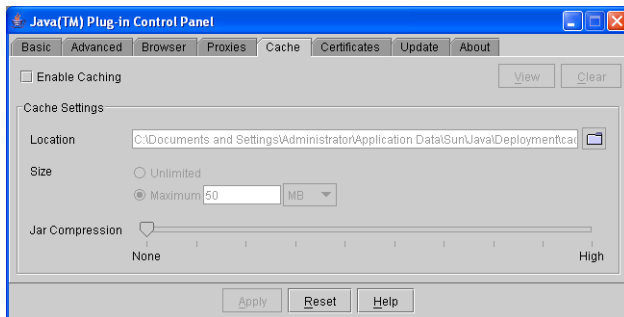 Java(TM) Plug-in Control Panel
Basic Advanced Browser Proxies Cache Certificates Update About
Enable Caching View Clear
Cache Settings
Location C:\Documents and Settings\Administrator\Application Data\Sun\Java\Deployment\cac
Size Unlimited
Maximum 50 MB
Jar Compression
None High
Apply Reset Help